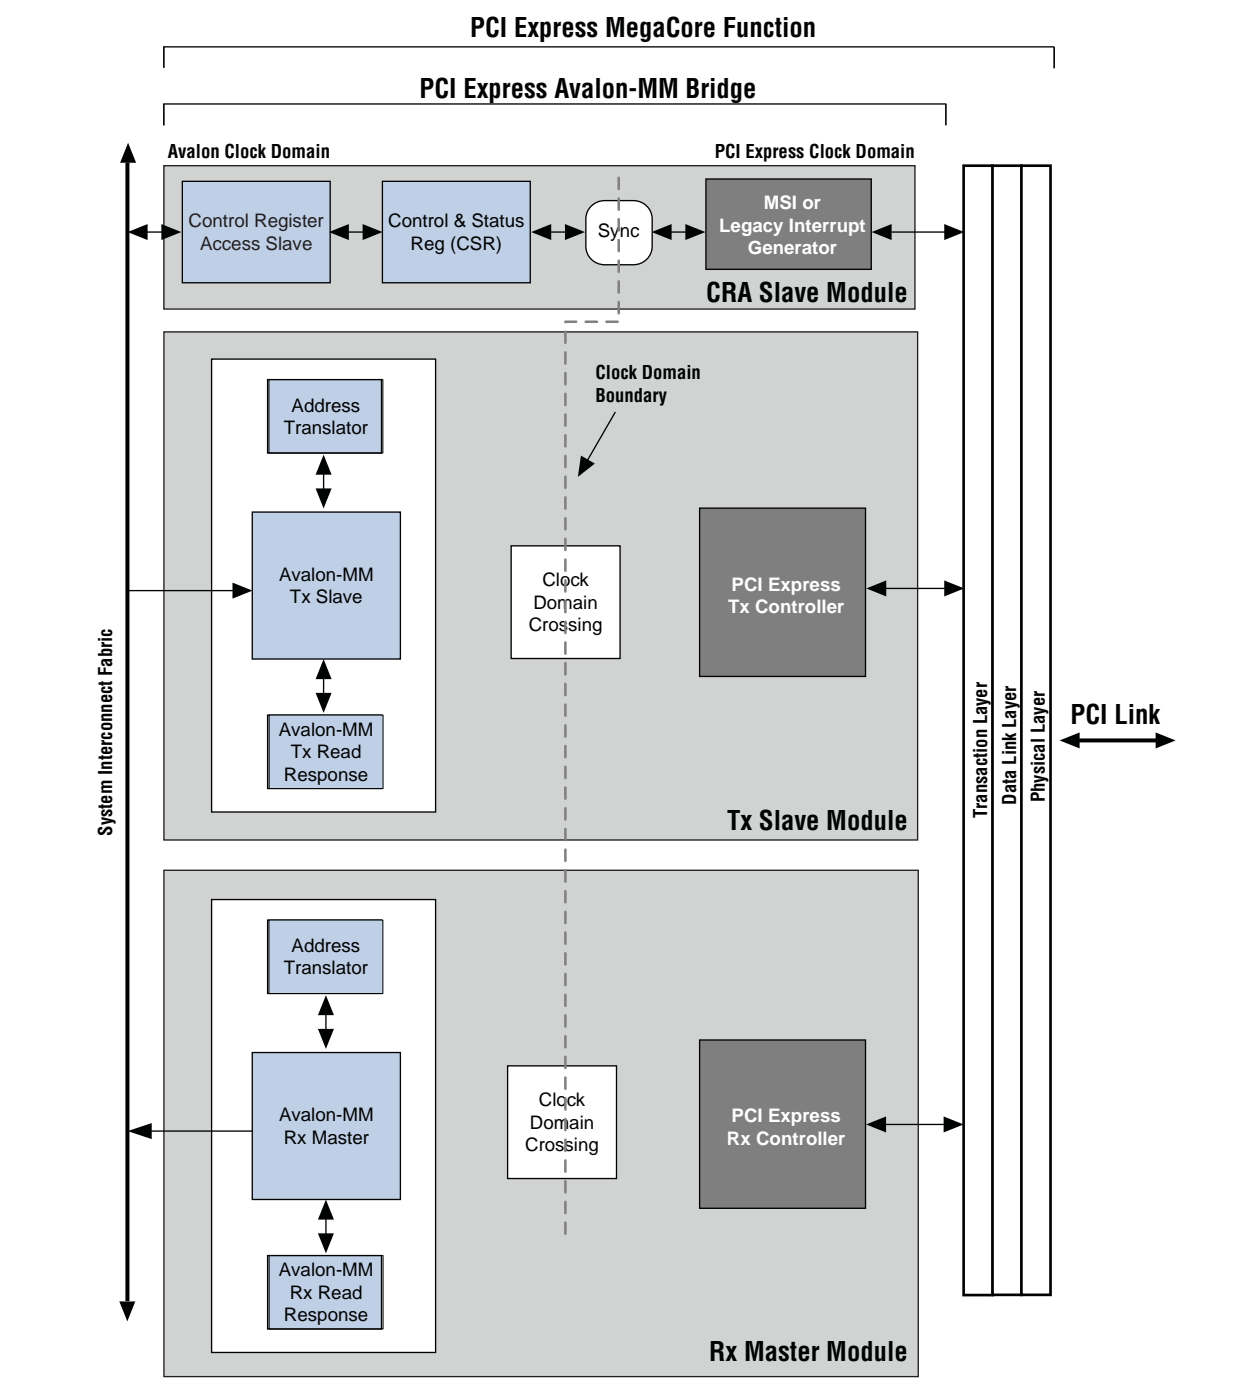 PCI Express MegaCore Function
PCI Express Avalon-MM Bridge
Avalon Clock Domain
PCI Express Clock Domain
Control Register
Access Slave
Control & Status
Reg (CSR)
Sync
MSI or
Legacy Interrupt
Generator
CRA Slave Module
Address
Translator
Clock Domain
Boundary
Avalon-MM
Tx Slave
Clock
Domain
Crossing
PCI Express
Tx Controller
Avalon-MM
Tx Read
Response
Tx Slave Module
System Interconnect Fabric
Transaction Layer
Data Link Layer
Physical Layer
PCI Link
Address
Translator
Avalon-MM
Rx Master
Clock
Domain
Crossing
PCI Express
Rx Controller
Avalon-MM
Rx Read
Response
Rx Master Module